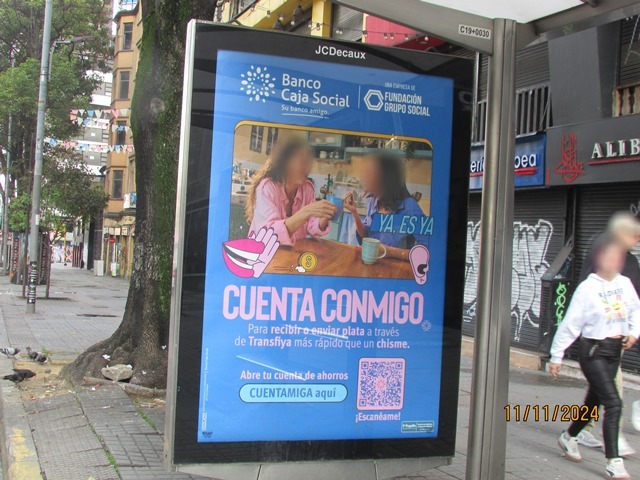 C19+0030
JCDecaux
Banco
Caja Social
Su banco amigo.
UNA EMPRESA DE
FUNDACIÓN
GRUPO SOCIAL
YA, ES YA
CUENTA CONMIGO
Para recibir o enviar plata a través
de Transfiya más rápido que un chisme.
Abre tu cuenta de ahorros
CUENTAMIGA aquí
¡Escanéame!
ALIB
11/11/2024